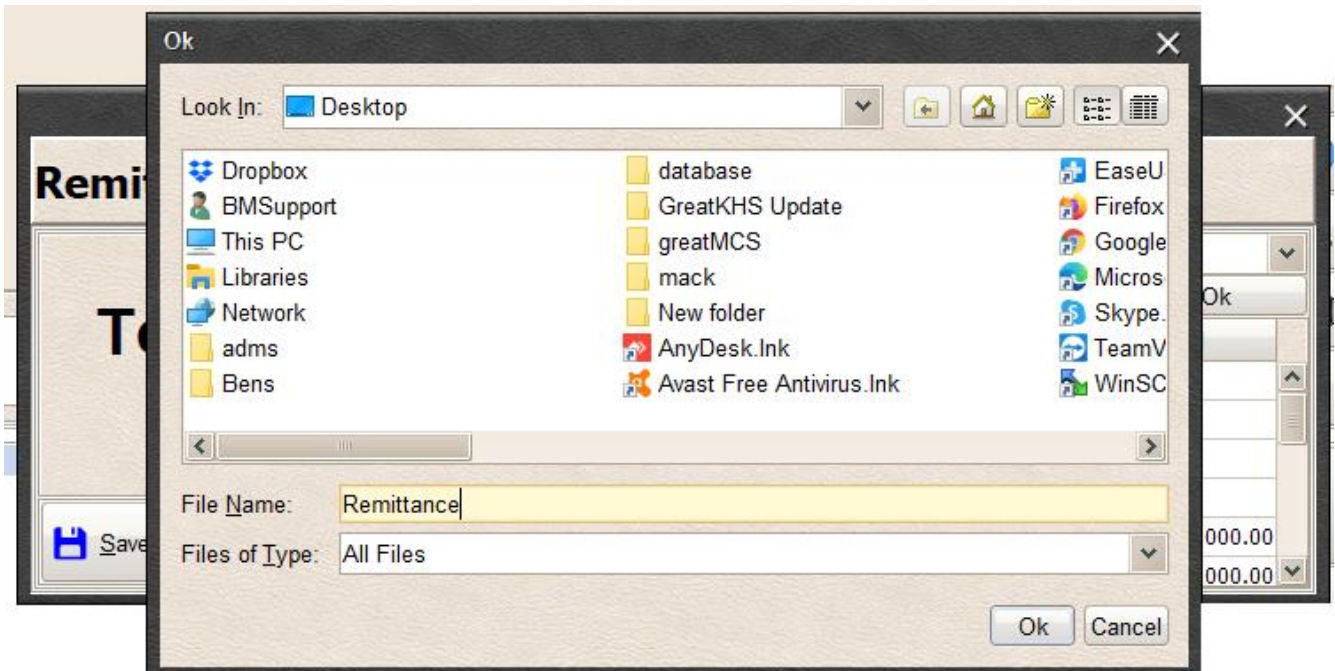 Ok
Look In: Desktop
Remi
Dropbox
BMSupport
This PC
Libraries
Network
adms
Bens
database
GreatKHS Update
greatMCS
mack
New folder
AnyDesk.lnk
Avast Free Antivirus.lnk
EaseU
Firefox
Google
Micros
Skype.
TeamV
WinSC
Ok
File Name: Remittance
Files of Type: All Files
Save
000.00
000.00
Ok Cancel